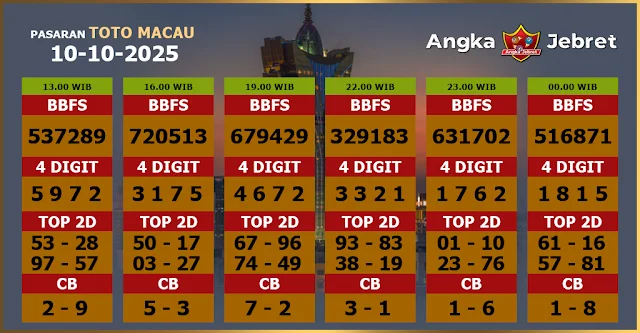 PASARAN TOTO MACAU
10-10-2025
Angka Jebret
Angka Jebret
13.00 WIB 16.00 WIB 19.00 WIB 22.00 WIB 23.00 WIB 00.00 WIB
BBFS BBFS BBFS BBFS BBFS BBFS
537289 720513 679429 329183 631702 516871
4 DIGIT 4 DIGIT 4 DIGIT 4 DIGIT 4 DIGIT 4 DIGIT
5 9 7 2 3 1 7 5 4 6 7 2 3 3 2 1 1 7 6 2 1 8 1 5
TOP 2D TOP 2D TOP 2D TOP 2D TOP 2D TOP 2D
53 - 28 50 - 17 67 - 96 93 - 83 01 - 10 61 - 16
97 - 57 03 - 27 74 - 49 38 - 19 23 - 76 57 - 81
CB CB CB CB CB CB
2 - 9 5 - 3 7 - 2 3 - 1 1 - 6 1 - 8